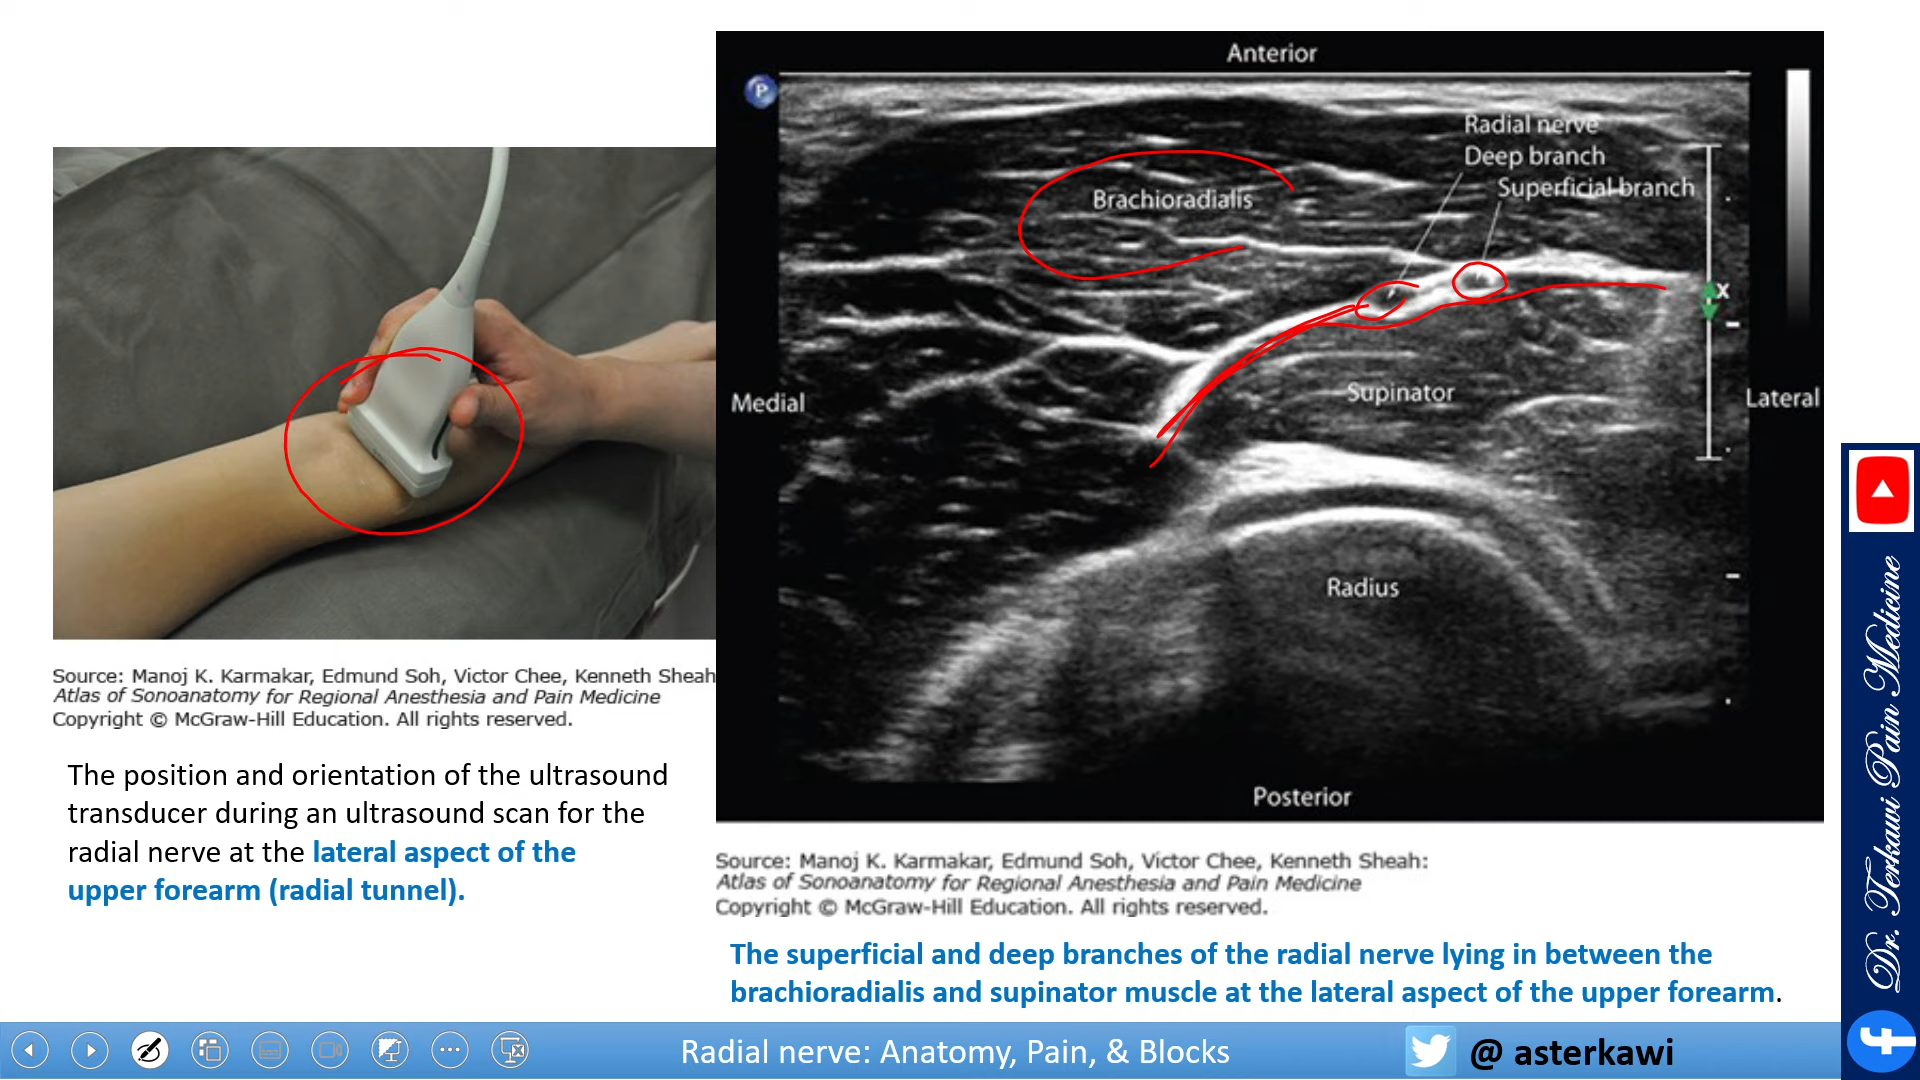 Anterior
P
Radial nerve
Deep branch
Superficial branch
Brachioradialis
x
Medial
Supinator
Lateral
Radius
Posterior
Source: Manoj K. Karmakar, Edmund Soh, Victor Chee, Kenneth Sheah
Atlas of Sonoanatomy for Regional Anesthesia and Pain Medicine
Copyright © McGraw-Hill Education. All rights reserved.
The position and orientation of the ultrasound
transducer during an ultrasound scan for the
radial nerve at the lateral aspect of the
upper forearm (radial tunnel).
Source: Manoj K. Karmakar, Edmund Soh, Victor Chee, Kenneth Sheah:
Atlas of Sonoanatomy for Regional Anesthesia and Pain Medicine
Copyright © McGraw-Hill Education. All rights reserved.
The superficial and deep branches of the radial nerve lying in between the
brachioradialis and supinator muscle at the lateral aspect of the upper forearm.
Dr. Terkawi Pain Medicine
Radial nerve: Anatomy, Pain, & Blocks
@ asterkawi